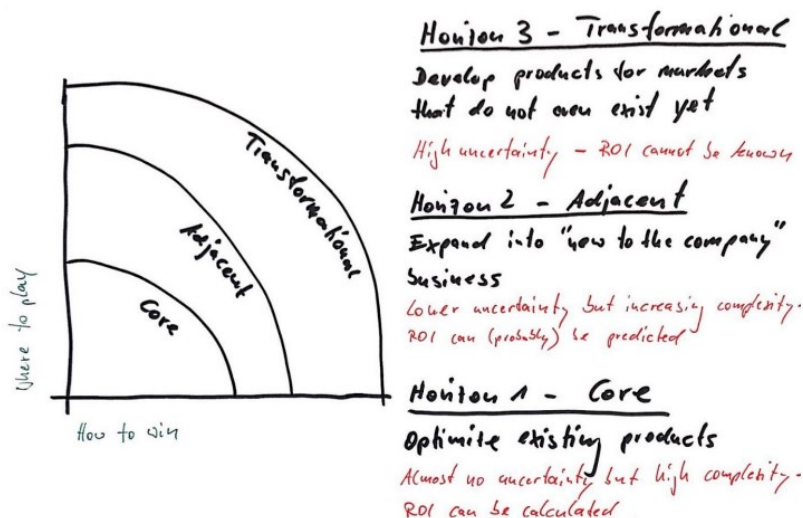 Where to play
How to win
Core
Adjacent
Transformational
Horizon 3 - Transformational
Develop products for markets
that do not even exist yet
High uncertainty - ROI cannot be known
Horizon 2 - Adjacent
Expand into "new to the company"
business
Lower uncertainty but increasing complexity -
ROI can (probably) be predicted
Horizon 1 - Core
Optimize existing products
Almost no uncertainty but high complexity -
ROI can be calculated